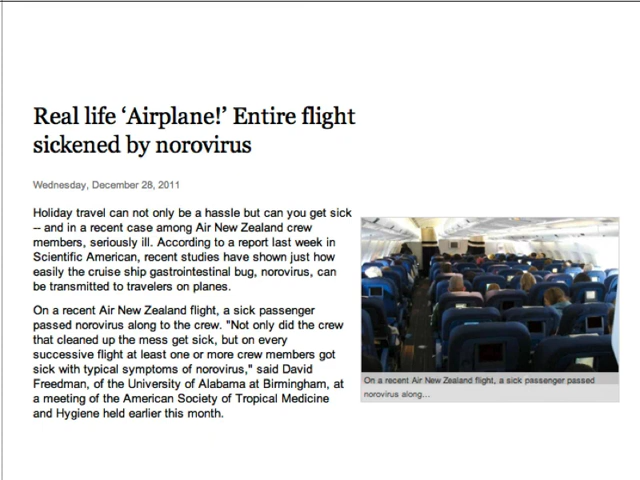 Real life ‘Airplane!’ Entire flight
sickened by norovirus
Wednesday, December 28, 2011
Holiday travel can not only be a hassle but can you get sick
-- and in a recent case among Air New Zealand crew
members, seriously ill. According to a report last week in
Scientific American, recent studies have shown just how
easily the cruise ship gastrointestinal bug, norovirus, can
be transmitted to travelers on planes.
On a recent Air New Zealand flight, a sick passenger
passed norovirus along to the crew. "Not only did the crew
that cleaned up the mess get sick, but on every
successive flight at least one or more crew members got
sick with typical symptoms of norovirus," said David
Freedman, of the University of Alabama at Birmingham, at
a meeting of the American Society of Tropical Medicine
and Hygiene held earlier this month.
On a recent Air New Zealand flight, a sick passenger passed
norovirus along...